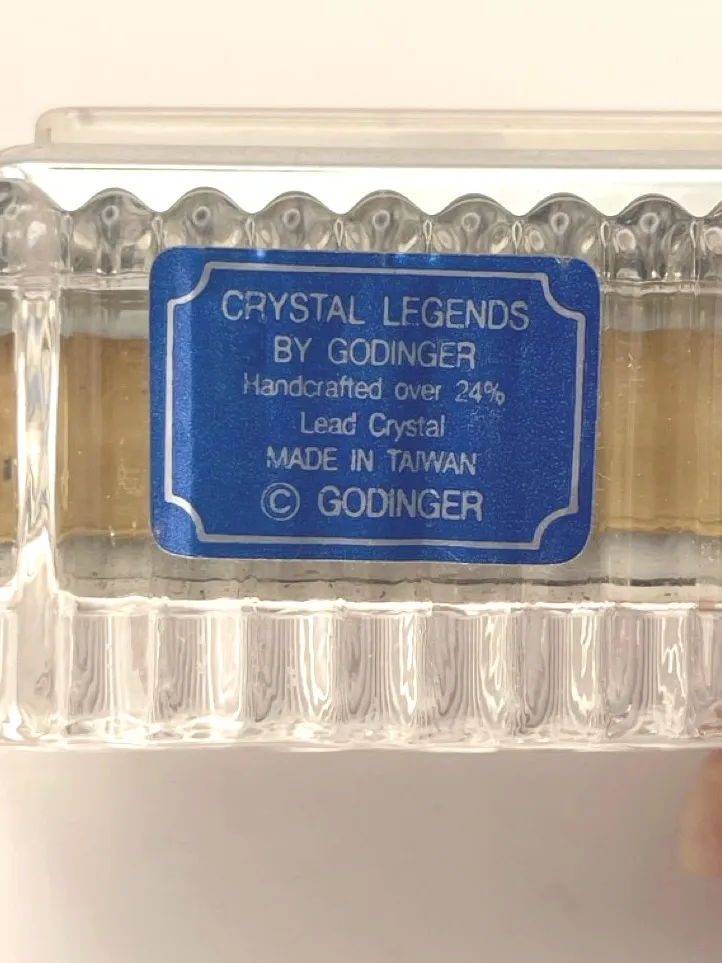 CRYSTAL LEGENDS
BY GODINGER
Handcrafted over 24%
Lead Crystal
MADE IN TAIWAN
© GODINGER